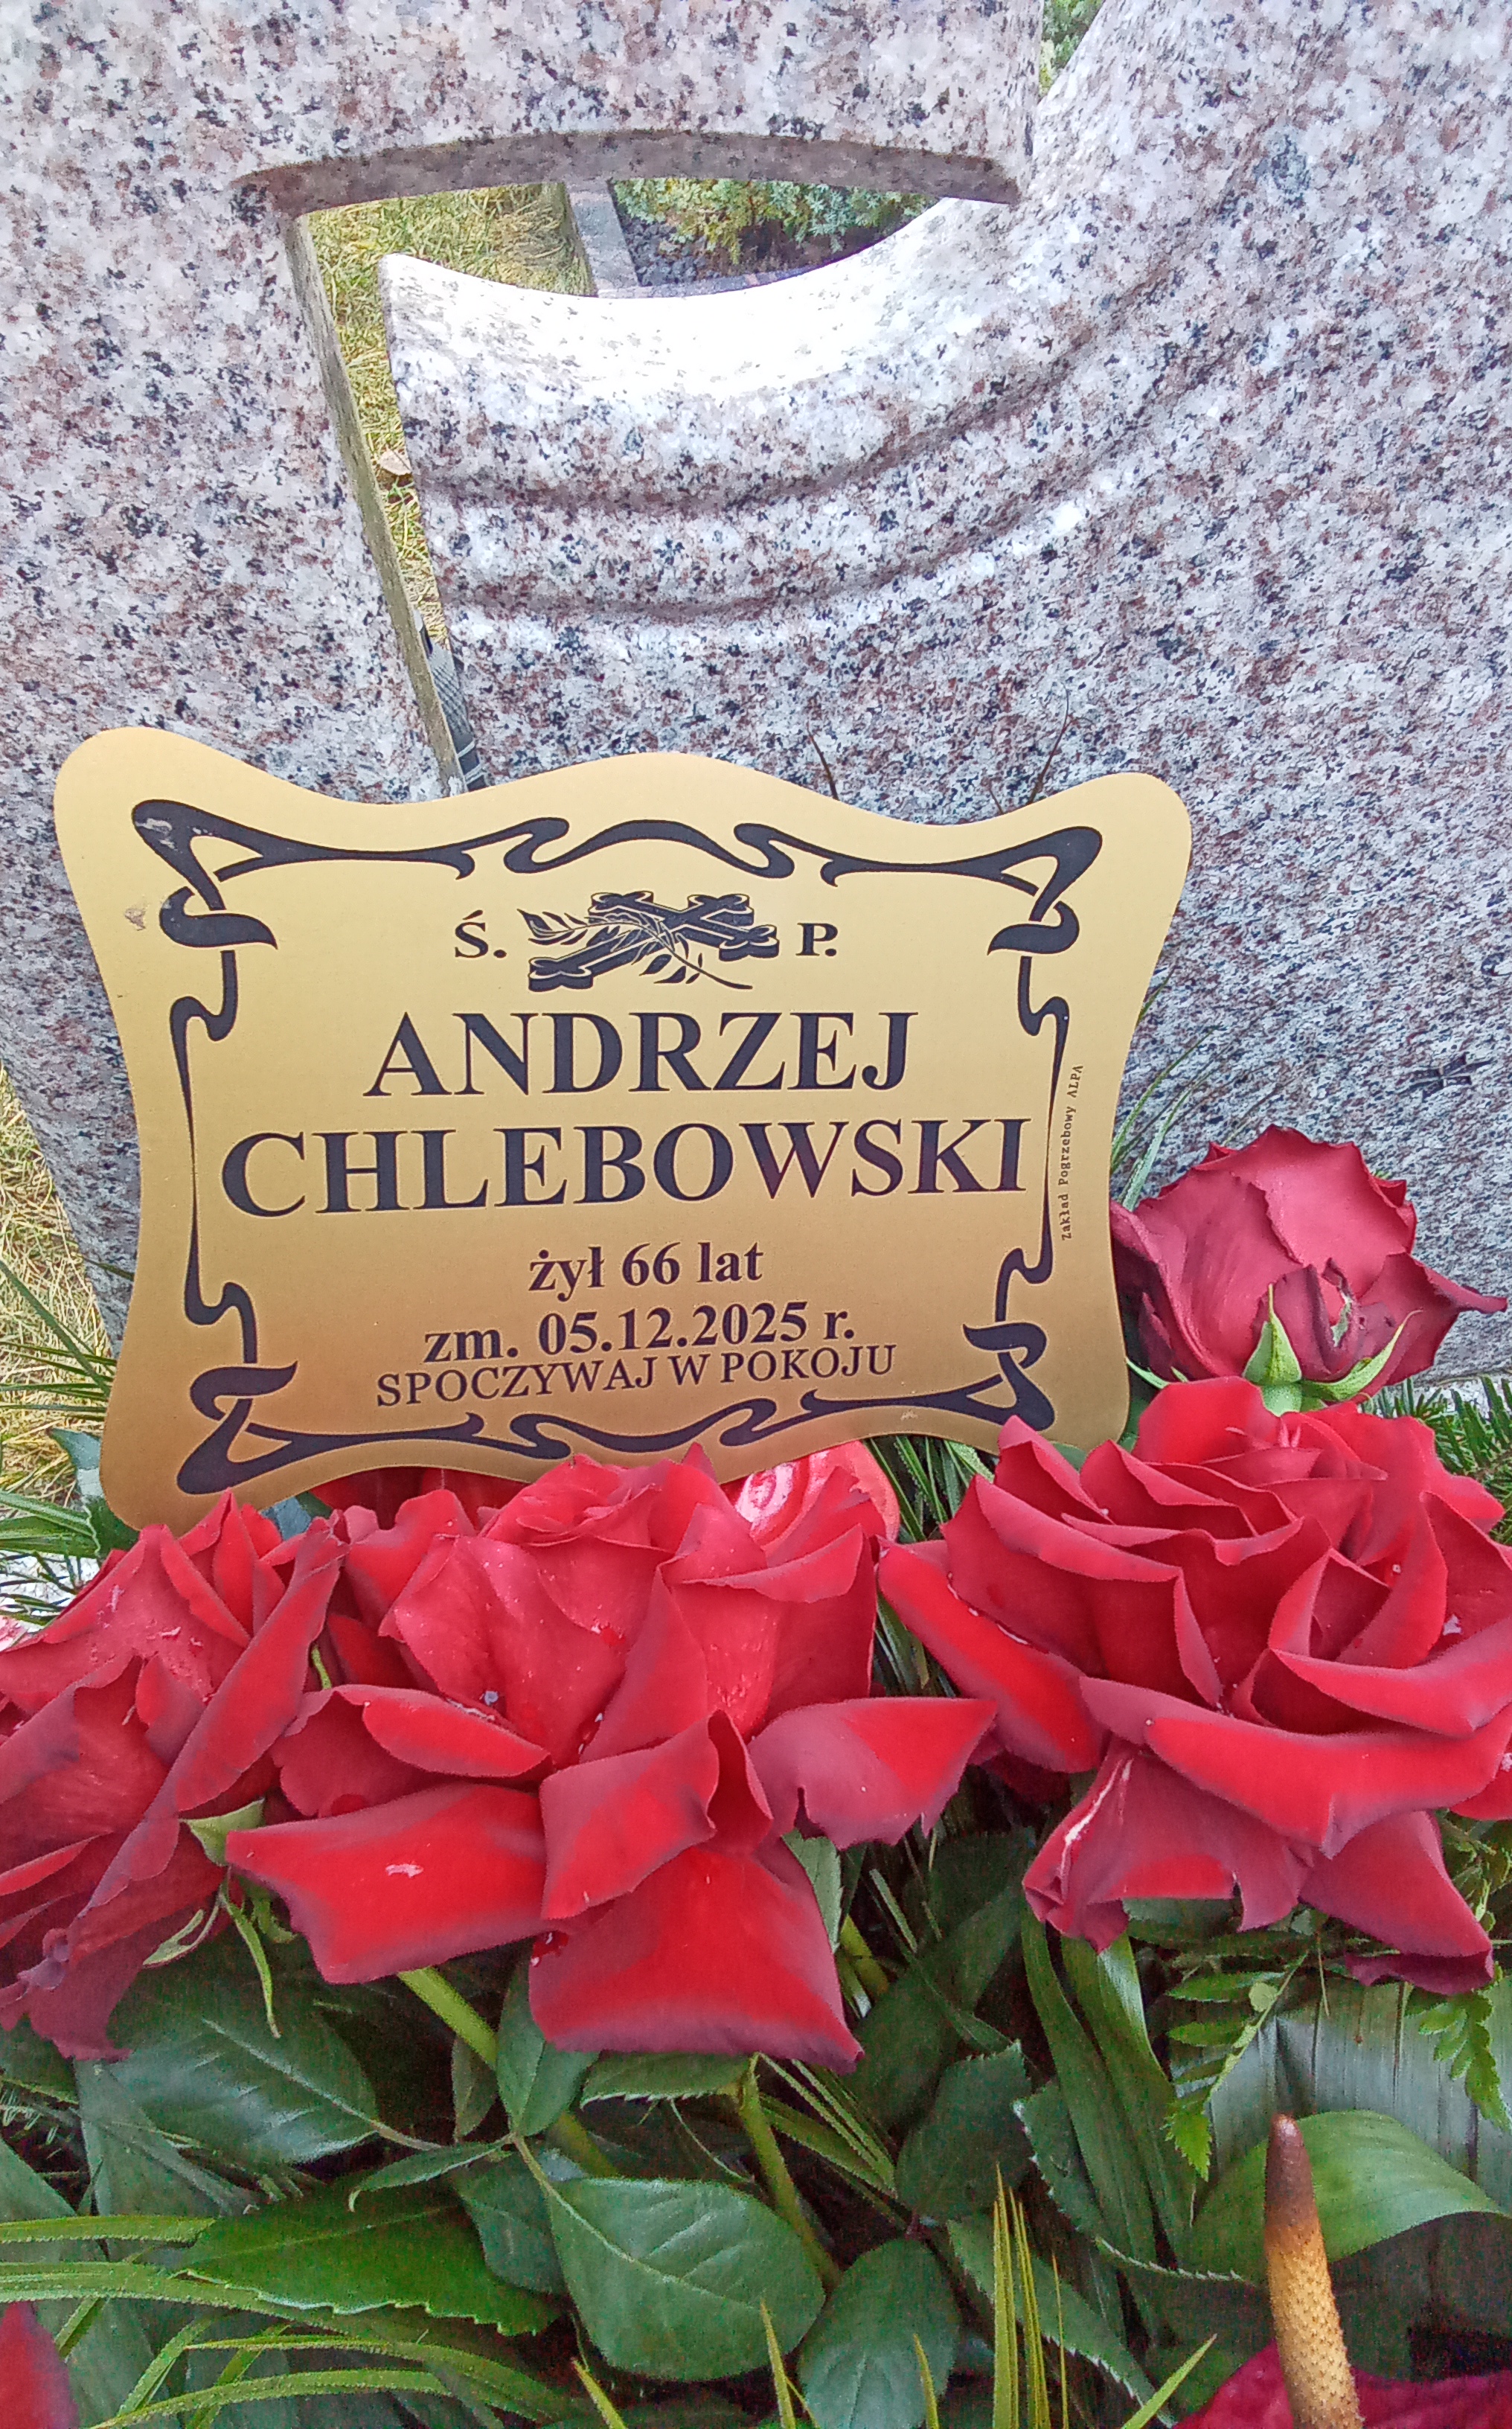 Ś. P.
ANDRZEJ
CHLEBOWSKI
żył 66 lat
zm. 05.12.2025 r.
SPOCZYWAJ W POKOJU
Zakład Pogrzebowy ALPA